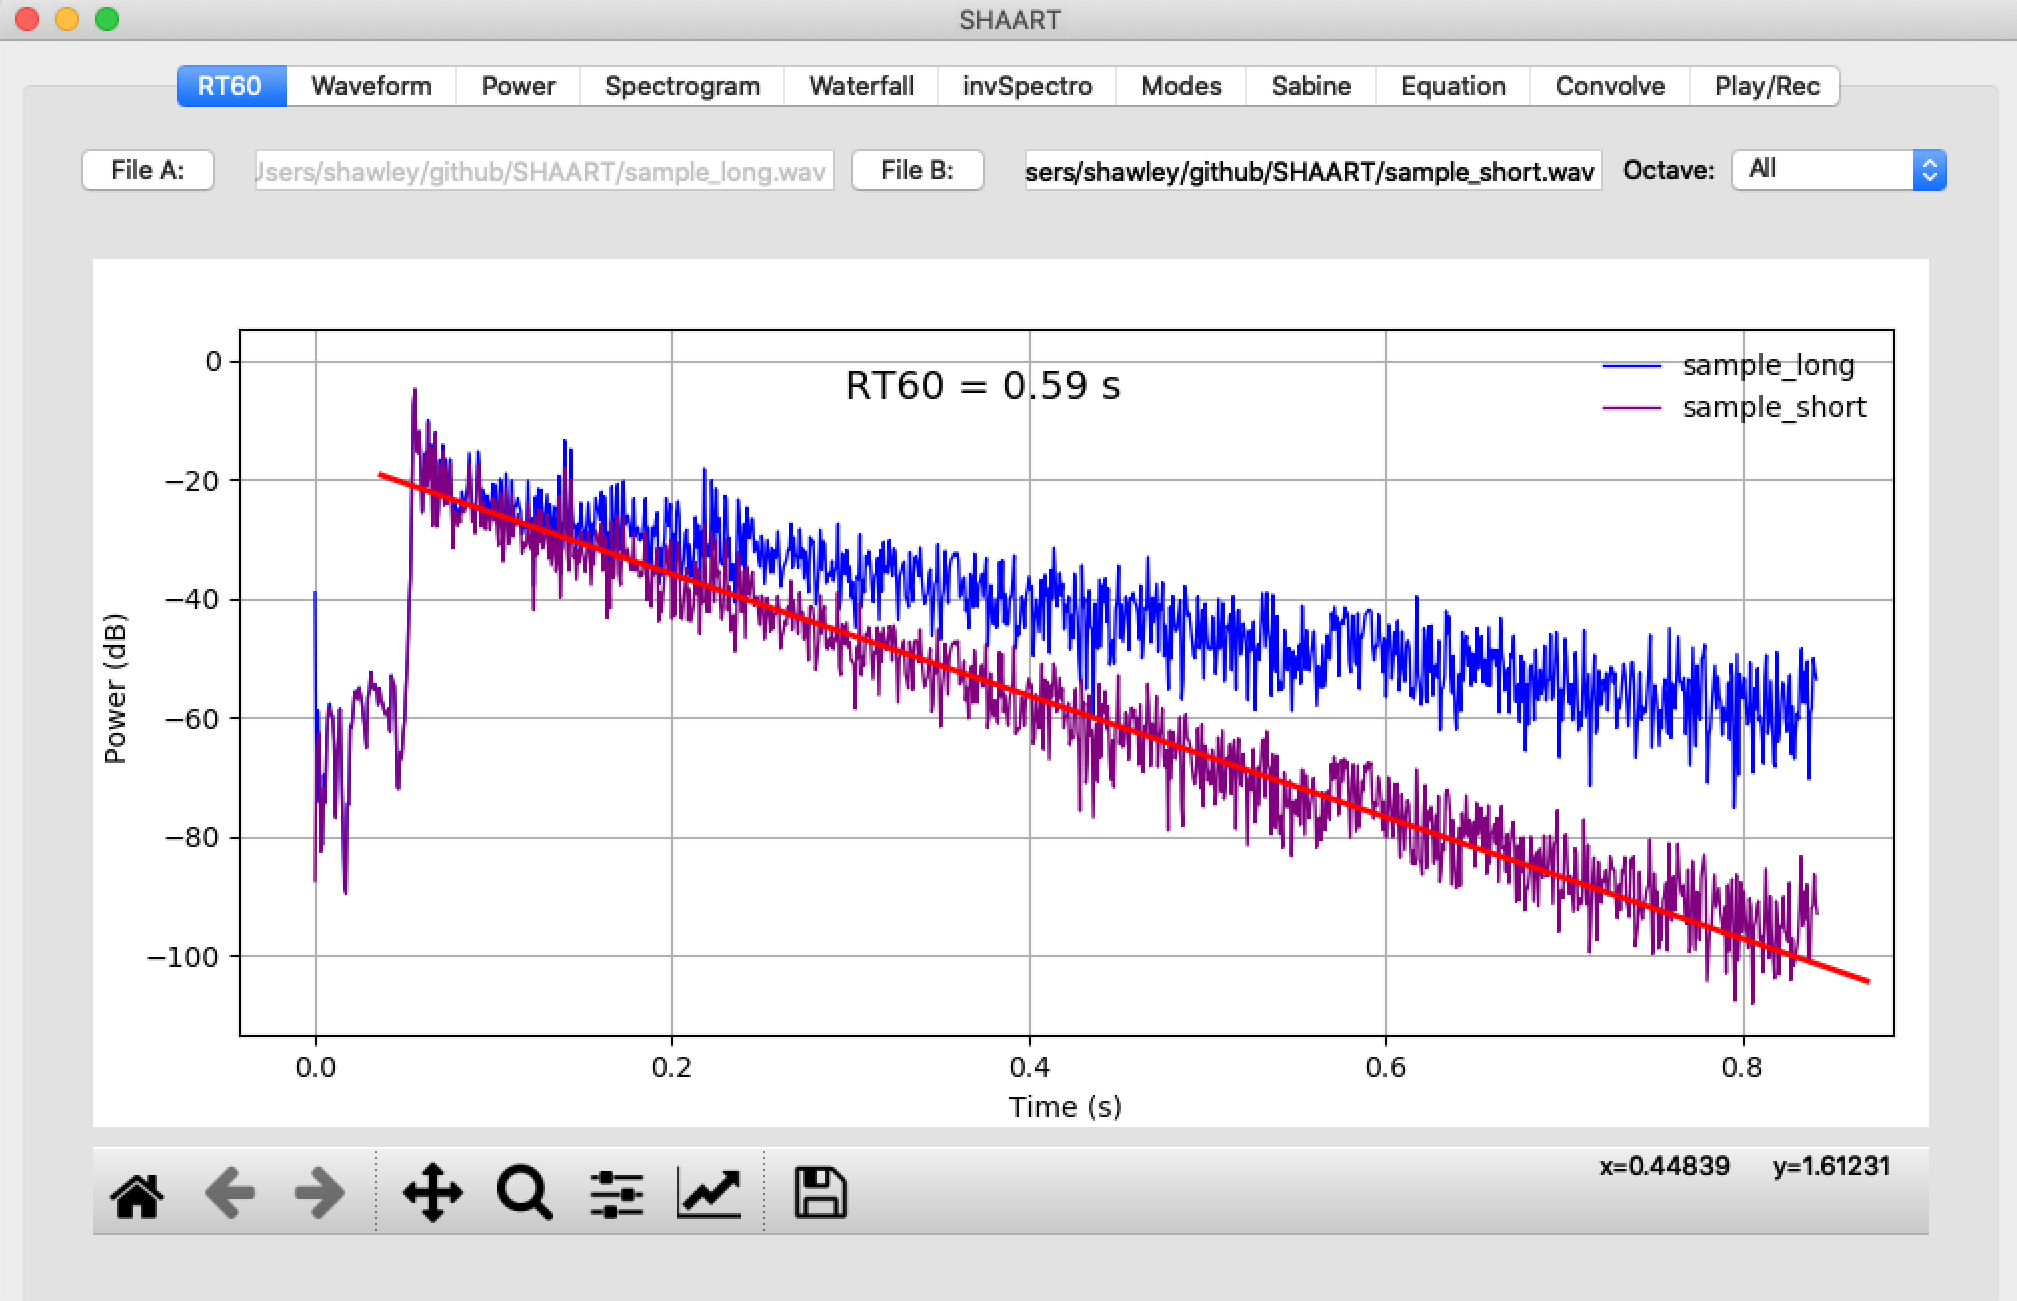 SHAART
RT60 Waveform Power Spectrogram Waterfall invSpectro Modes Sabine Equation Convolve Play/Rec
File A: Jsers/shawley/github/SHAART/sample_long.wav File B: sers/shawley/github/SHAART/sample_short.wav Octave: All
RT60 = 0.59 s
sample_long
sample_short
0
−20
−40
−60
−80
−100
Power (dB)
0.0 0.2 0.4 0.6 0.8
Time (s)
x=0.44839 y=1.61231